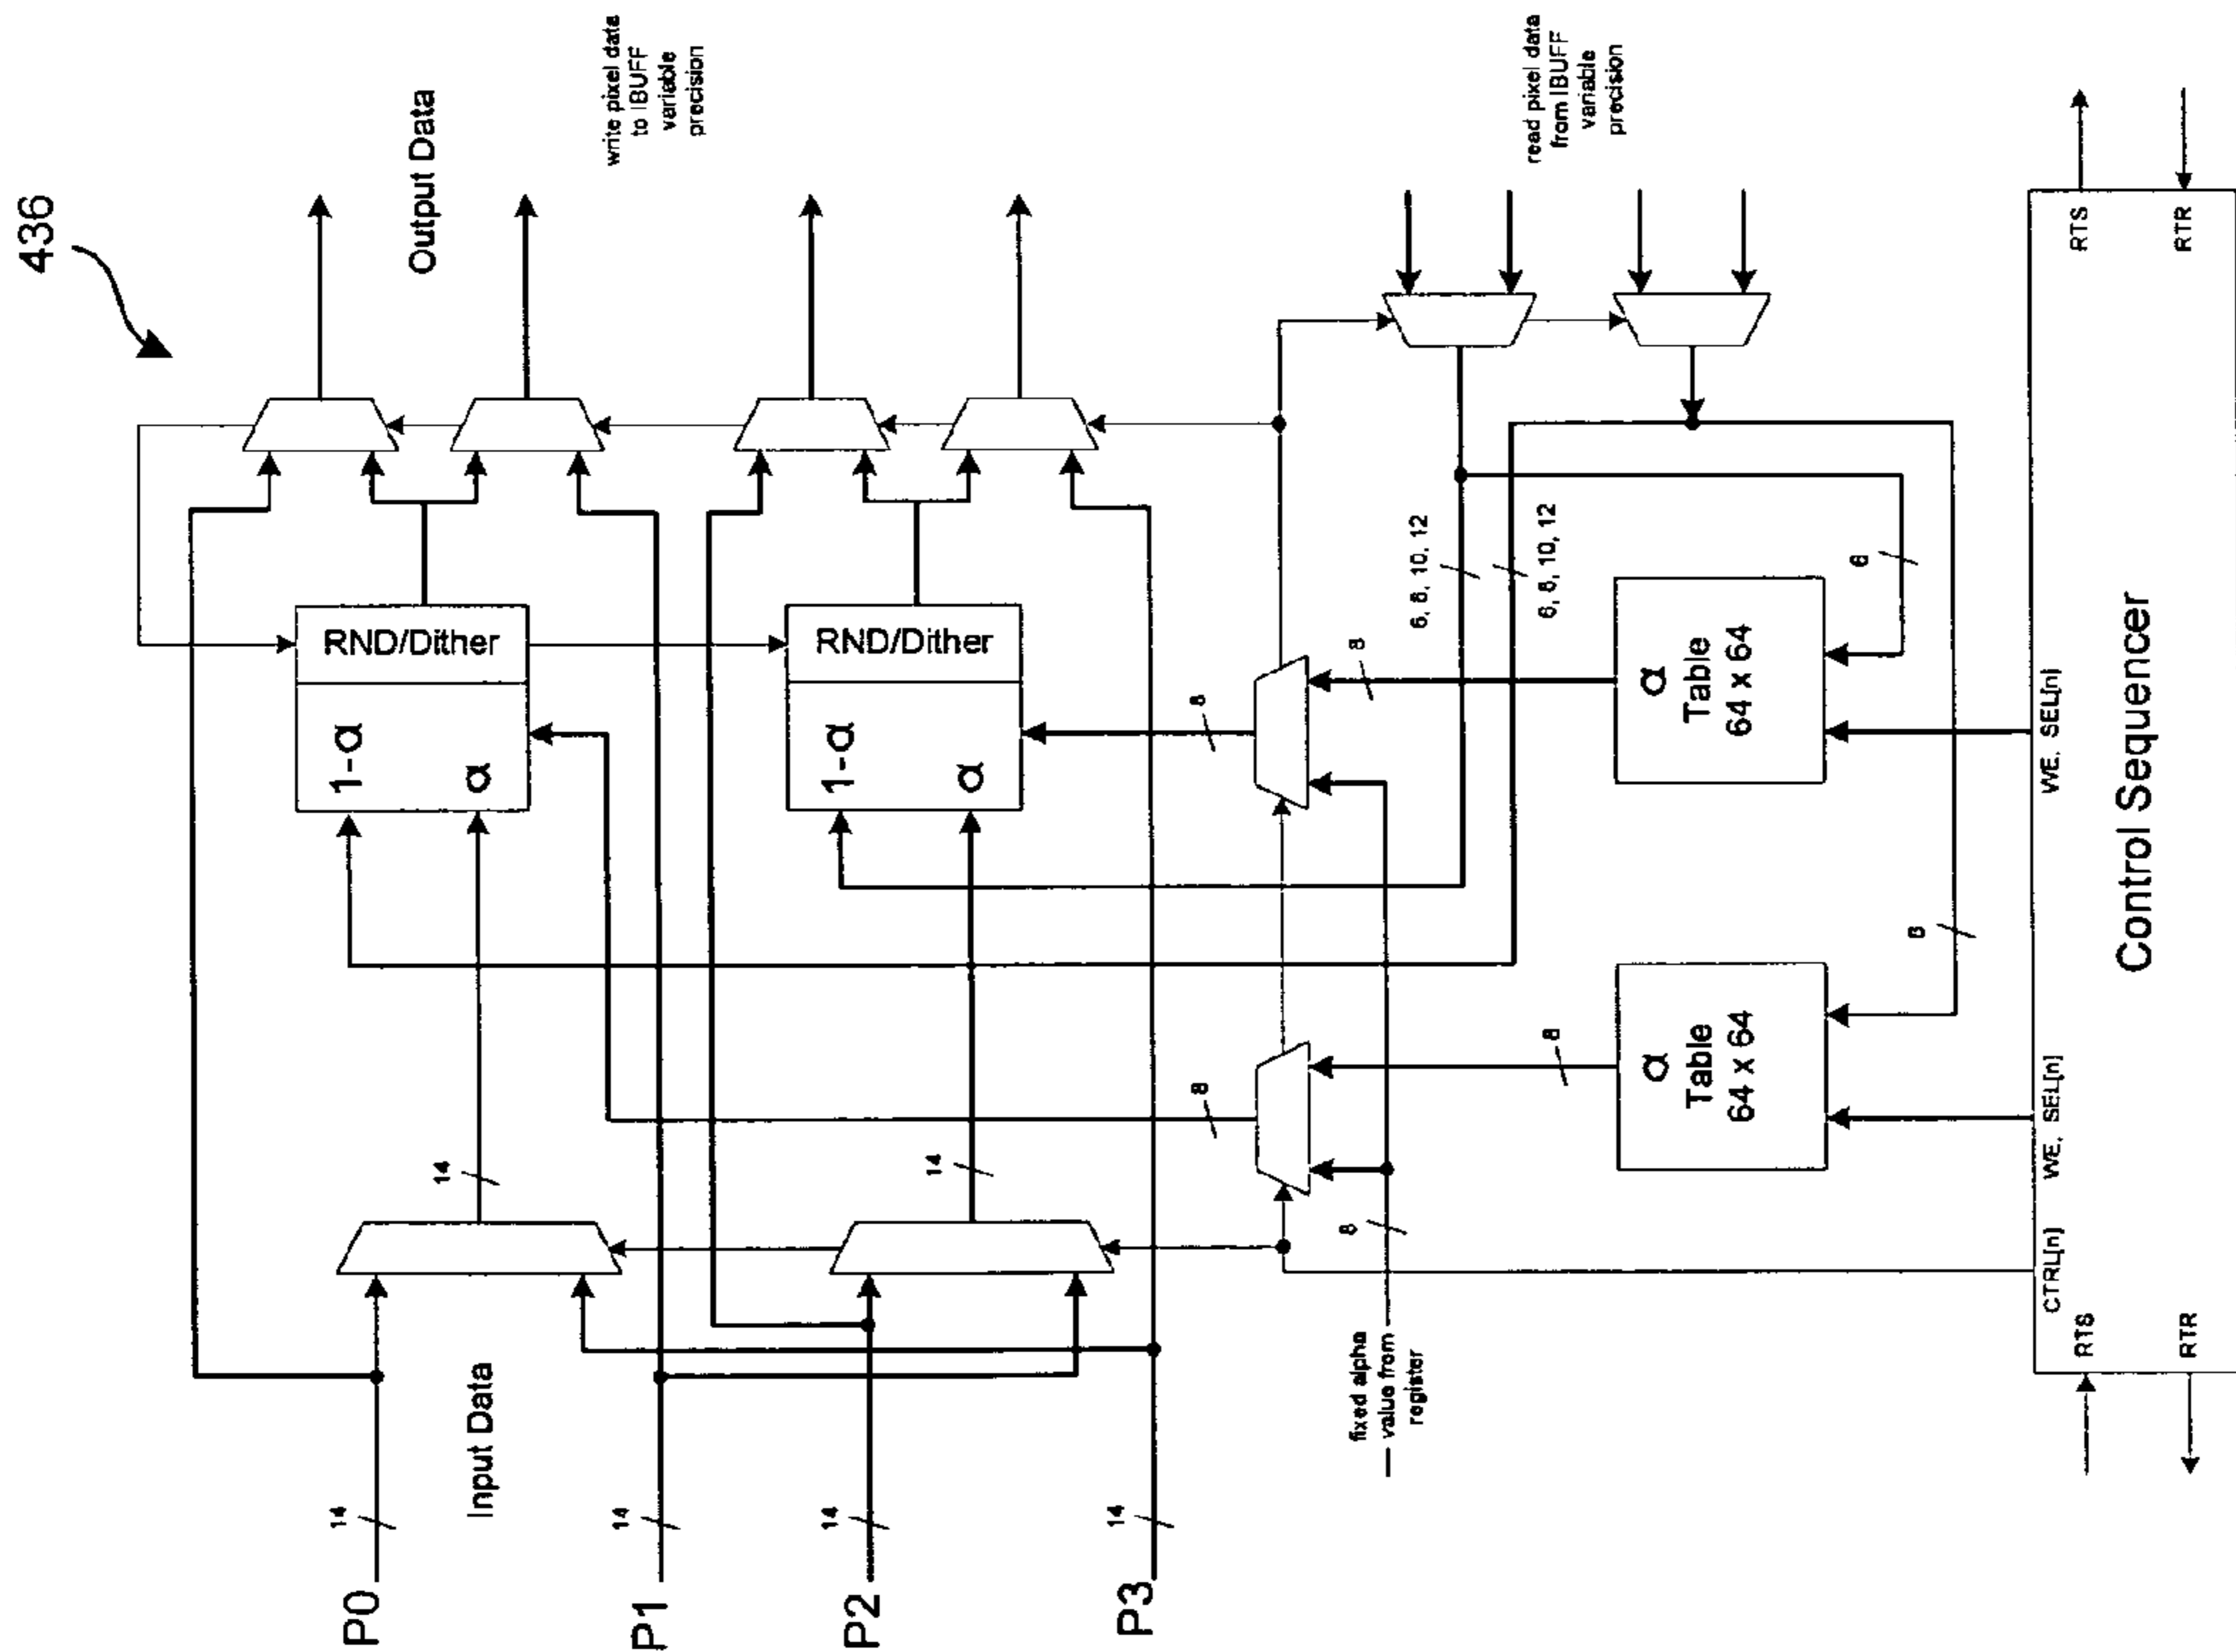 436
Output Data
write pixel data
to IBUFF
variable
precision
RND/Dither
1-α
α
RND/Dither
1-α
α
6, 8, 10, 12
6, 8, 10, 12
read pixel data
from IBUFF
variable
precision
8
8
6
α
Table
64 x 64
8
8
6
α
Table
64 x 64
14
14
Input Data
P0
14
P1
14
P2
14
P3
14
fixed alpha
value from
register
8
Control Sequencer
CTRL[n]
WE, SEL[n]
WE, SEL[n]
RTS
RTR
RTS
RTR